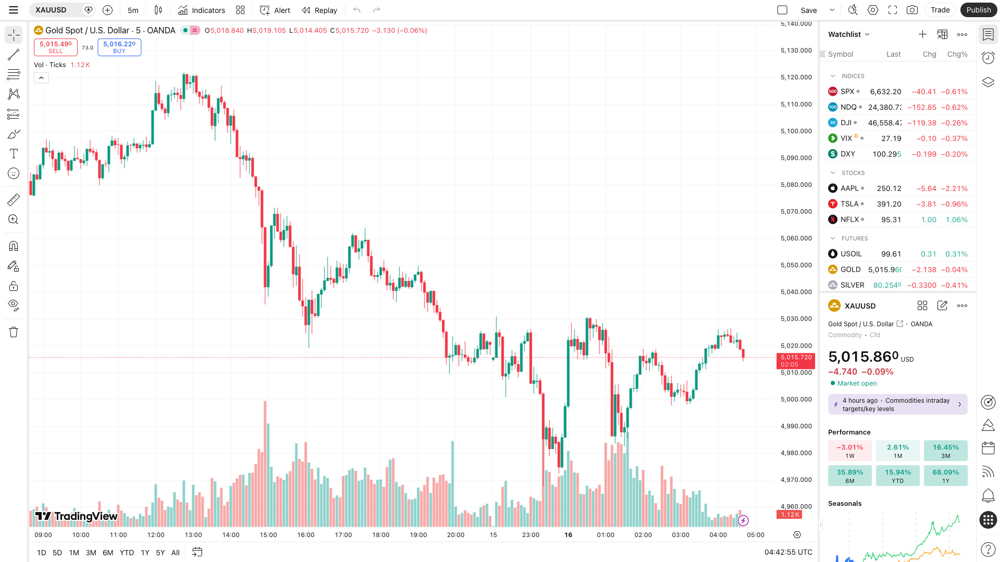 XAUUSD 5m Indicators Alert Replay Save Trade Publish
Gold Spot / U.S. Dollar · 5 · OANDA O5,018.840 H5,019.105 L5,014.405 C5,015.720 −3.130 (−0.06%)
5,015.490 SELL 73.0 5,016.220 BUY
Vol · Ticks 1.12K
5,140.000
5,130.000
5,120.000
5,110.000
5,100.000
5,090.000
5,080.000
5,070.000
5,060.000
5,050.000
5,040.000
5,030.000
5,020.000
5,015.720
02:05
5,010.000
5,000.000
4,990.000
4,980.000
4,970.000
4,960.000
1.12K
TradingView
09:00 10:00 11:00 12:00 13:00 14:00 15:00 16:00 17:00 18:00 19:00 20:00 15 23:00 16 01:00 02:00 03:00 04:00 05:00
1D 5D 1M 3M 6M YTD 1Y 5Y All 04:42:55 UTC
Watchlist
Symbol Last Chg Chg%
INDICES
500 SPX 6,632.20 −40.41 −0.61%
100 NDQ 24,380.73 −152.85 −0.62%
30 DJI 46,558.47 −119.38 −0.26%
VIX D 27.19 −0.10 −0.37%
$ DXY 100.295 −0.199 −0.20%
STOCKS
AAPL 250.12 −5.64 −2.21%
TSLA 391.20 −3.81 −0.96%
N NFLX 95.31 1.00 1.06%
FUTURES
USOIL 99.61 0.31 0.31%
GOLD 5,015.960 −2.138 −0.04%
SILVER 80.2540 −0.3300 −0.41%
XAUUSD
Gold Spot / U.S. Dollar • OANDA
Commodity • Cfd
5,015.860 USD
−4.740 −0.09%
Market open
4 hours ago • Commodities intraday
targets/key levels
Performance
−3.01% 2.61% 16.45%
1W 1M 3M
35.89% 15.94% 68.09%
6M YTD 1Y
Seasonals